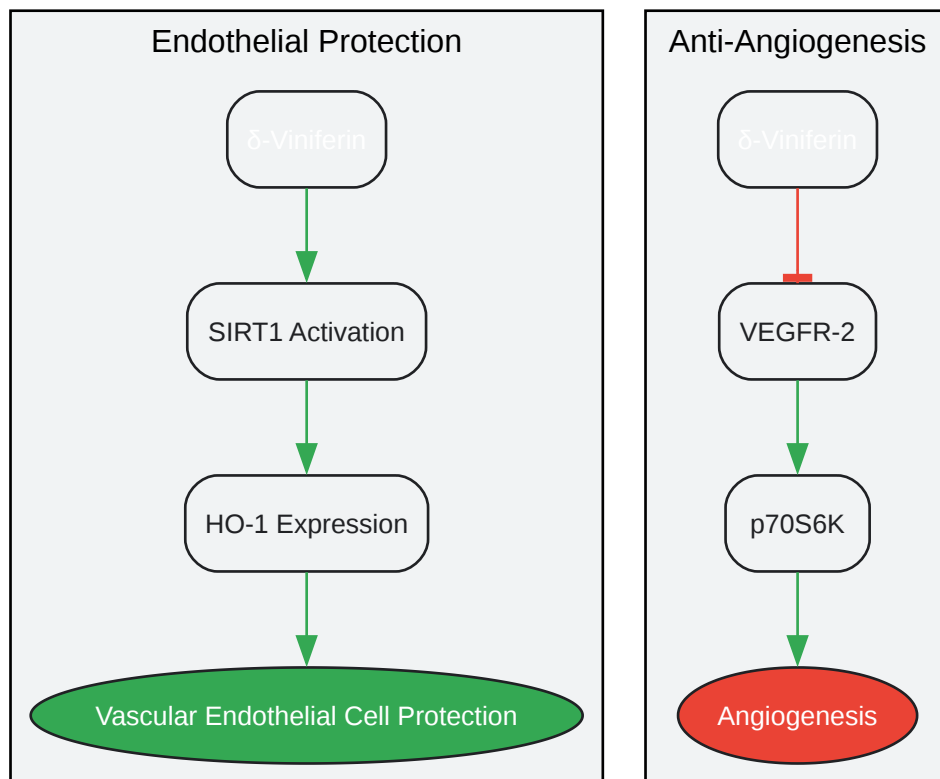 Endothelial Protection
δ-Viniferin
SIRT1 Activation
HO-1 Expression
Vascular Endothelial Cell Protection
Anti-Angiogenesis
δ-Viniferin
VEGFR-2
p70S6K
Angiogenesis